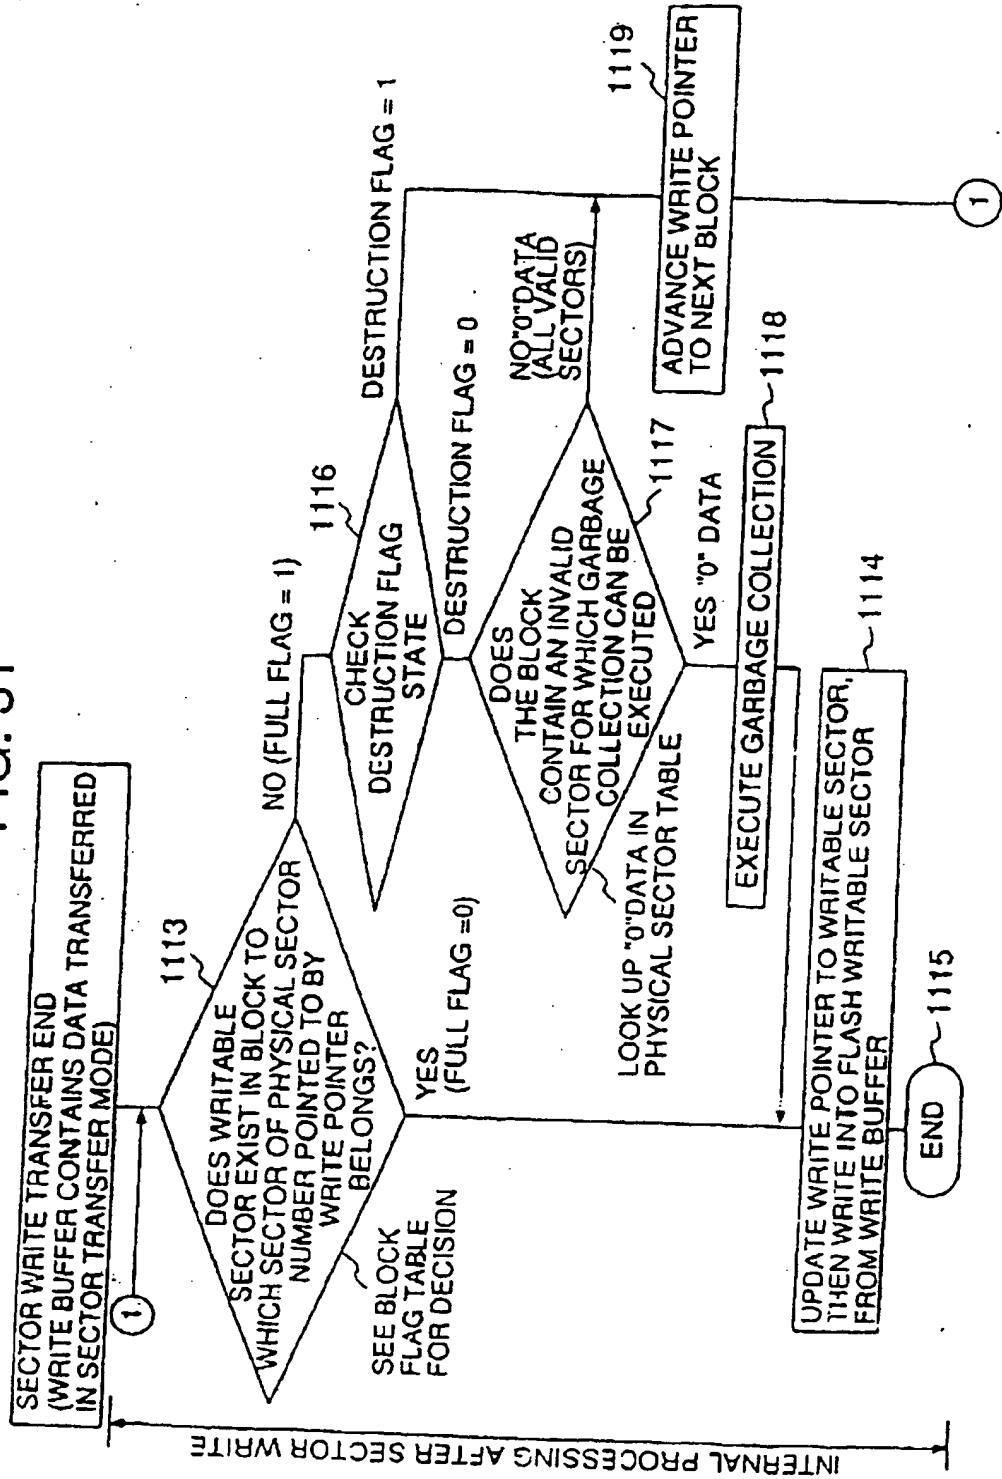 SECTOR WRITE TRANSFER END
(WRITE BUFFER CONTAINS DATA TRANSFERRED
IN SECTOR TRANSFER MODE)
1
1113
DOES WRITABLE
SECTOR EXIST IN BLOCK TO
WHICH SECTOR OF PHYSICAL SECTOR
NUMBER POINTED TO BY
WRITE POINTER
BELONGS?
SEE BLOCK
FLAG TABLE
FOR DECISION
NO (FULL FLAG = 1)
YES
(FULL FLAG =0)
1116
CHECK
DESTRUCTION FLAG
STATE
DESTRUCTION FLAG = 1
DESTRUCTION FLAG = 0
DOES
THE BLOCK
CONTAIN AN INVALID
SECTOR FOR WHICH GARBAGE
COLLECTION CAN BE
EXECUTED
1117
LOOK UP "0"DATA IN
PHYSICAL SECTOR TABLE
NO"0"DATA
(ALL VALID
SECTORS)
YES "0" DATA
1119
ADVANCE WRITE POINTER
TO NEXT BLOCK
1
EXECUTE GARBAGE COLLECTION
1118
UPDATE WRITE POINTER TO WRITABLE SECTOR,
THEN WRITE INTO FLASH WRITABLE SECTOR
FROM WRITE BUFFER
1114
END
1115
INTERNAL PROCESSING AFTER SECTOR WRITE